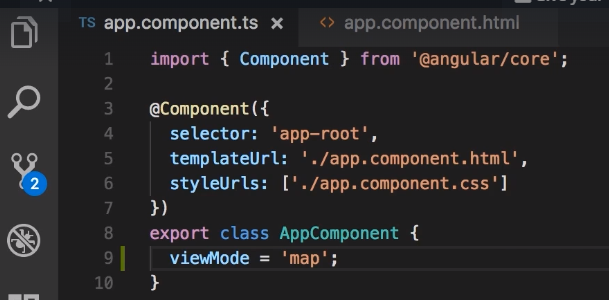 TS app.component.ts × <> app.component.html
1 import { Component } from '@angular/core';
2
3 @Component({
4 selector: 'app-root',
5 templateUrl: './app.component.html',
6 styleUrls: ['./app.component.css']
7 })
8 export class AppComponent {
9 viewMode = 'map';
10 }
2